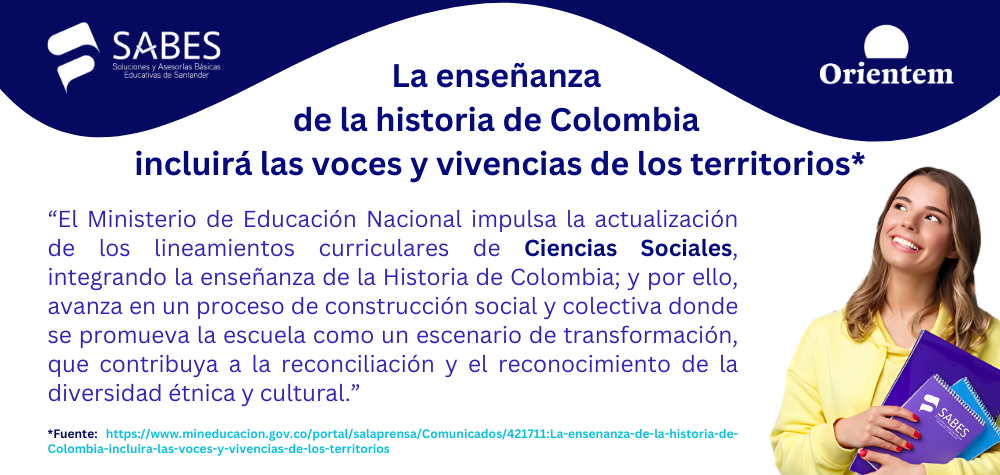 SABES
Soluciones y Asesorías Básicas
Educativas de Santander
Orientem
La enseñanza
de la historia de Colombia
incluirá las voces y vivencias de los territorios*
“El Ministerio de Educación Nacional impulsa la actualización
de los lineamientos curriculares de Ciencias Sociales,
integrando la enseñanza de la Historia de Colombia; y por ello,
avanza en un proceso de construcción social y colectiva donde
se promueva la escuela como un escenario de transformación,
que contribuya a la reconciliación y el reconocimiento de la
diversidad étnica y cultural.”
*Fuente: https://www.mineducacion.gov.co/portal/salaprensa/Comunicados/421711:La-ensenanza-de-la-historia-de-
Colombia-incluira-las-voces-y-vivencias-de-los-territorios
SABES